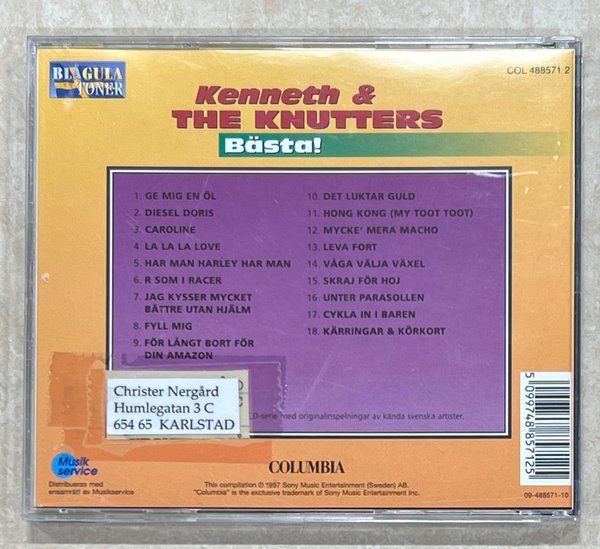 BLÅGULA
TONER
COL 488571 2
Kenneth &
THE KNUTTERS
Bästa!
1. GE MIG EN ÖL
2. DIESEL DORIS
3. CAROLINE
4. LA LA LA LOVE
5. HAR MAN HARLEY HAR MAN
6. R SOM I RACER
7. JAG KYSSER MYCKET
BÄTTRE UTAN HJÄLM
8. FYLL MIG
9. FÖR LÅNGT BORT FÖR
DIN AMAZON
10. DET LUKTAR GULD
11. HONG KONG (MY TOOT TOOT)
12. MYCKE' MERA MACHO
13. LEVA FORT
14. VÅGA VÄLJA VÄXEL
15. SKRAJ FÖR HOJ
16. UNTER PARASOLLEN
17. CYKLA IN I BAREN
18. KÄRRINGAR & KÖRKORT
Christer Nergård
Humlegatan 3 C
654 65 KARLSTAD
CD-serie med originalinspelningar av kända svenska artister.
Musik
service
Distribueras med
ensamrätt av Musikservice
COLUMBIA
This compilation ℗ 1997 Sony Music Entertainment (Sweden) AB.
"Columbia" is the exclusive trademark of Sony Music Entertainment Inc.
5 099748 857125
09-488571-10